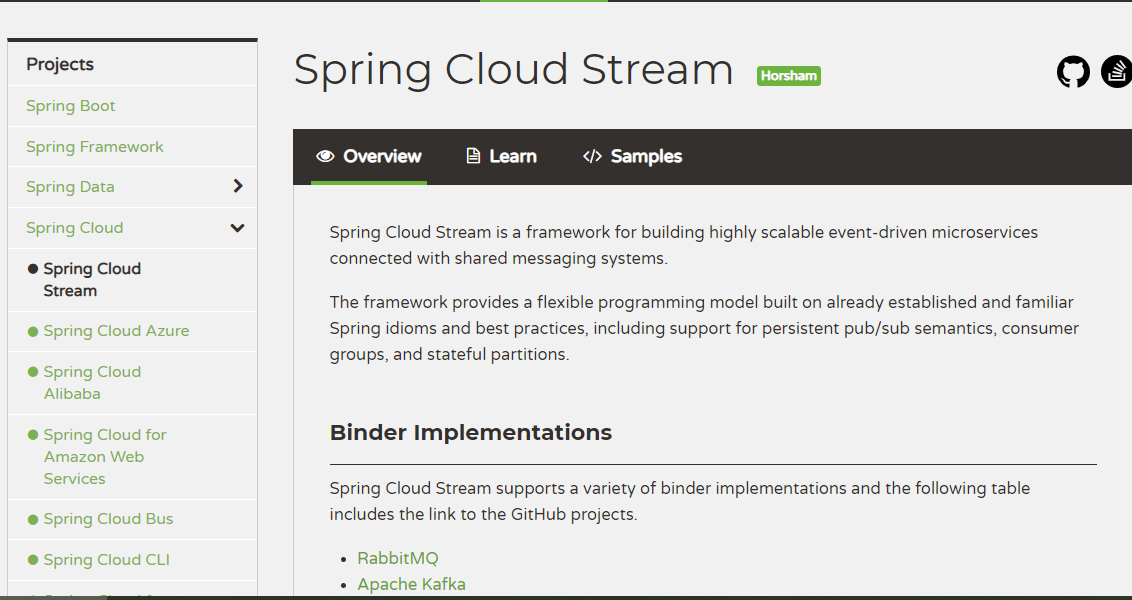 Projects
Spring Boot
Spring Framework
Spring Data
Spring Cloud
Spring Cloud
Stream
Spring Cloud Azure
Spring Cloud
Alibaba
Spring Cloud for
Amazon Web
Services
Spring Cloud Bus
Spring Cloud CLI
Spring Cloud Stream Horsham
Overview Learn Samples
Spring Cloud Stream is a framework for building highly scalable event-driven microservices
connected with shared messaging systems.
The framework provides a flexible programming model built on already established and familiar
Spring idioms and best practices, including support for persistent pub/sub semantics, consumer
groups, and stateful partitions.
Binder Implementations
Spring Cloud Stream supports a variety of binder implementations and the following table
includes the link to the GitHub projects.
• RabbitMQ
• Apache Kafka